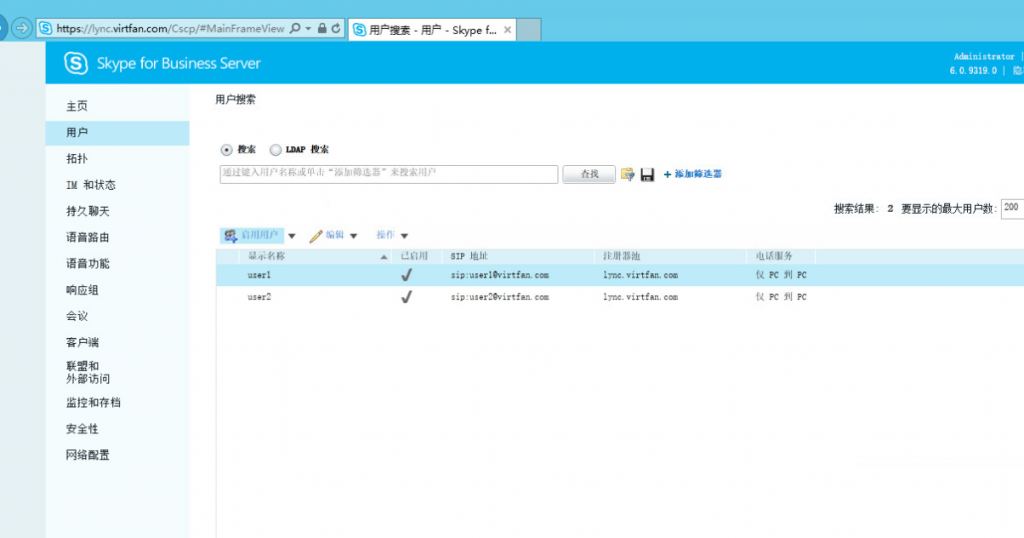 https://lync.virtfan.com/Cscp/#MainFrameView
用户搜索 - 用户 - Skype f...
Skype for Business Server
Administrator |
6.0.9319.0 |
主页
用户
拓扑
IM 和状态
持久聊天
语音路由
语音功能
响应组
会议
客户端
联盟和
外部访问
监控和存档
安全性
网络配置
用户搜索
搜索 LDAP 搜索
通过键入用户名称或单击“添加筛选器”来搜索用户 查找 添加筛选器
搜索结果: 2 要显示的最大用户数: 200
启用用户 编辑 操作
显示名称 已启用 SIP 地址 注册器池 电话服务
user1 sip:user1@virtfan.com lync.virtfan.com 仅 PC 到 PC
user2 sip:user2@virtfan.com lync.virtfan.com 仅 PC 到 PC